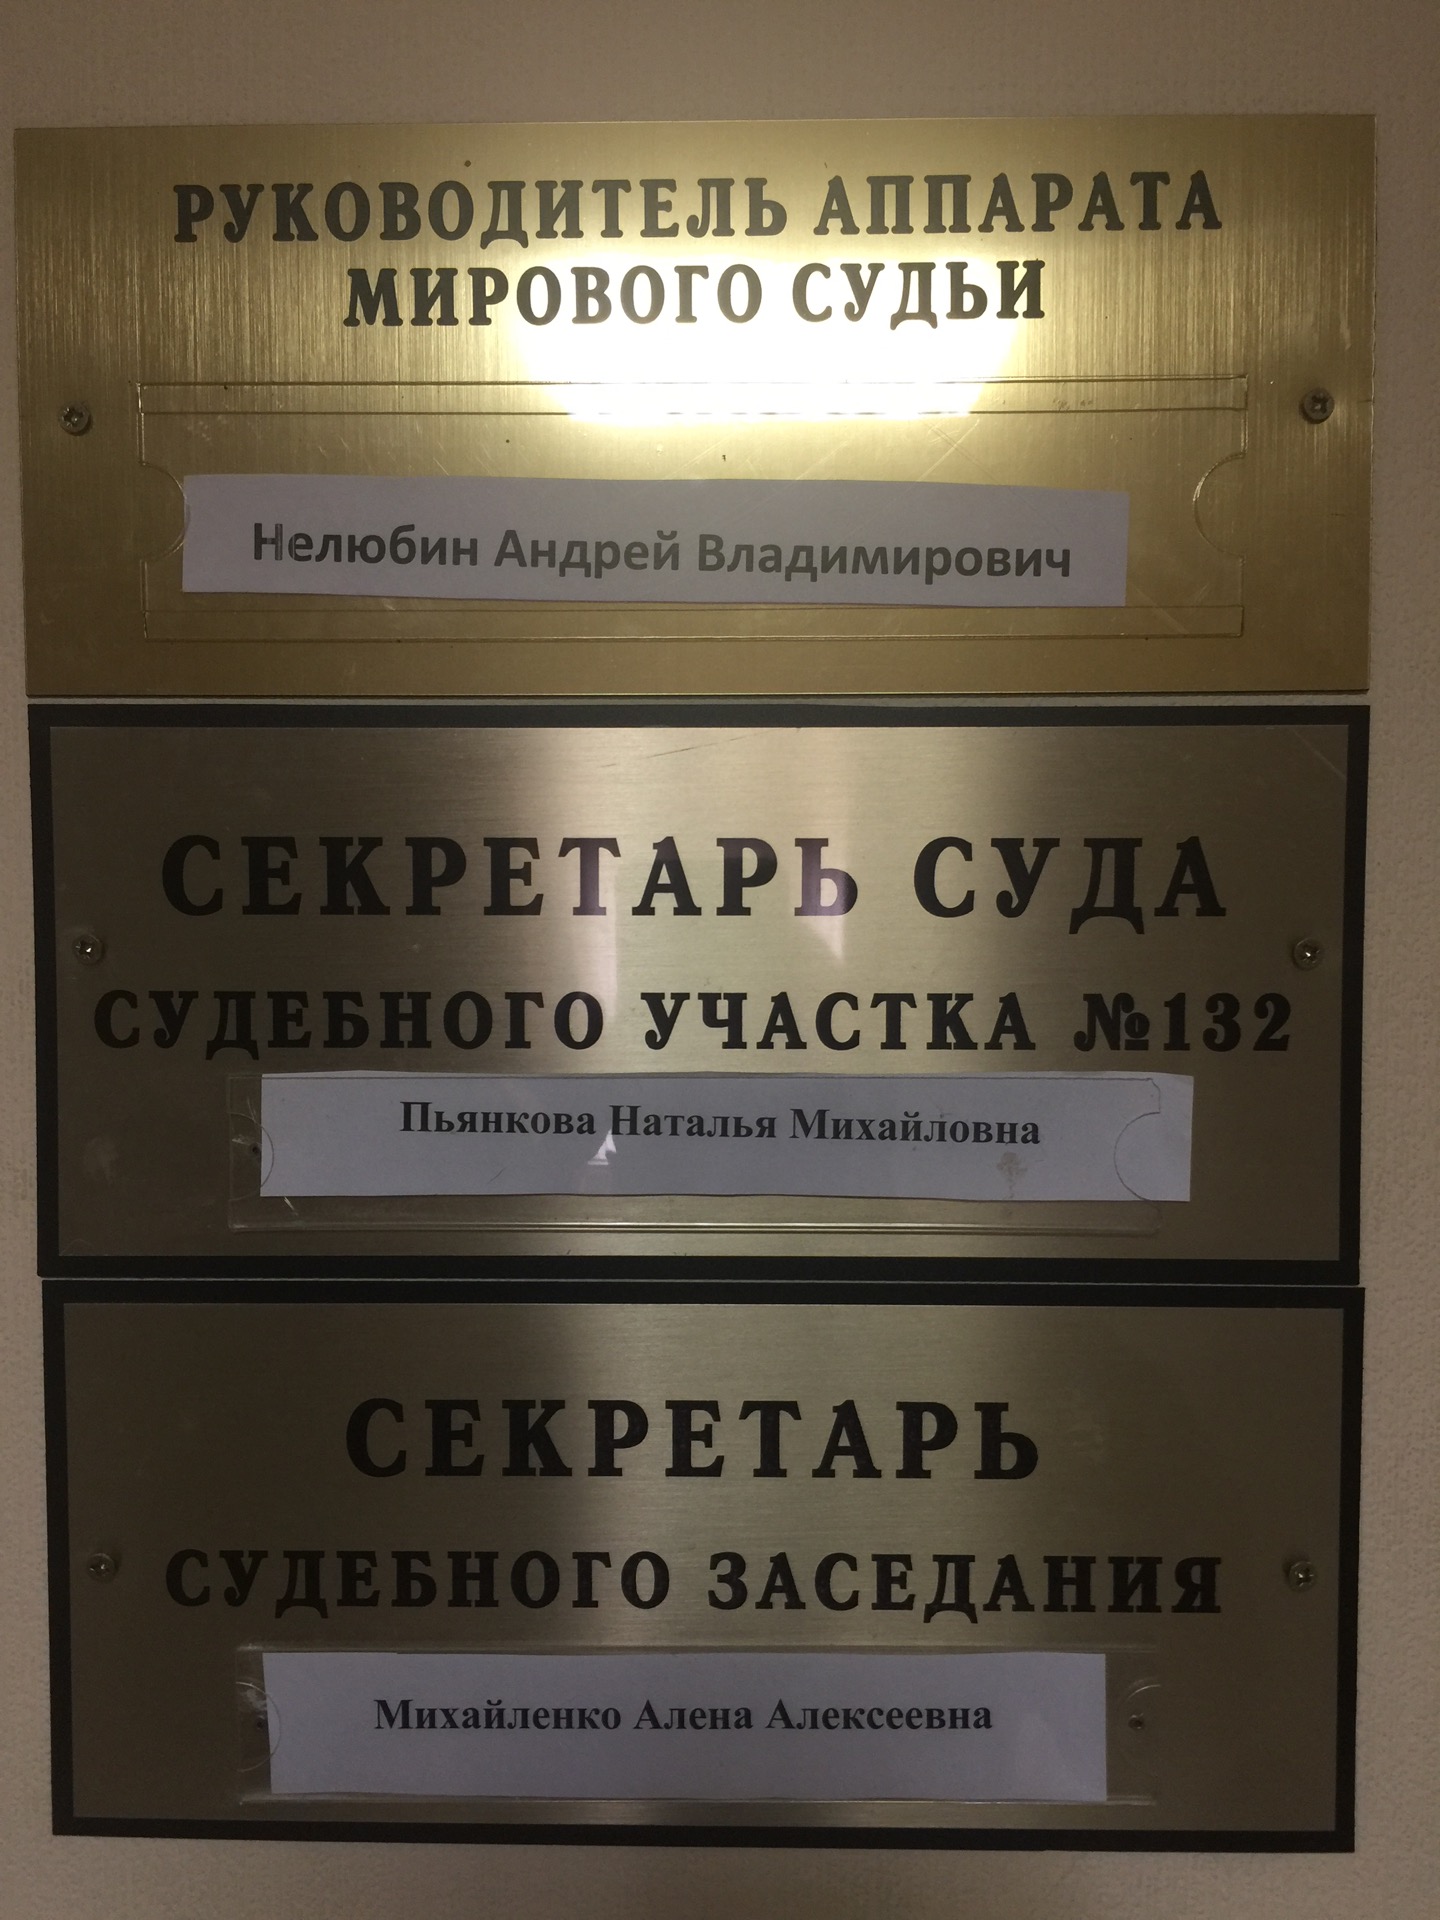 РУКОВОДИТЕЛЬ АППАРАТА
МИРОВОГО СУДЬИ
Нелюбин Андрей Владимирович
СЕКРЕТАРЬ СУДА
СУДЕБНОГО УЧАСТКА №132
Пьянкова Наталья Михайловна
СЕКРЕТАРЬ
СУДЕБНОГО ЗАСЕДАНИЯ
Михайленко Алена Алексеевна